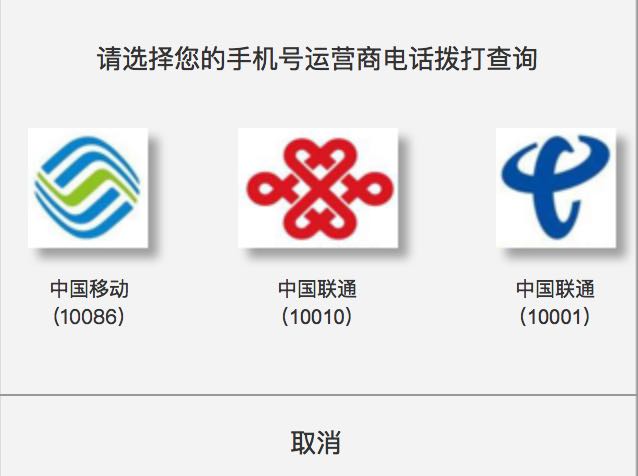 请选择您的手机号运营商电话拨打查询
中国移动
（10086）
中国联通
（10010）
中国联通
（10001）
取消